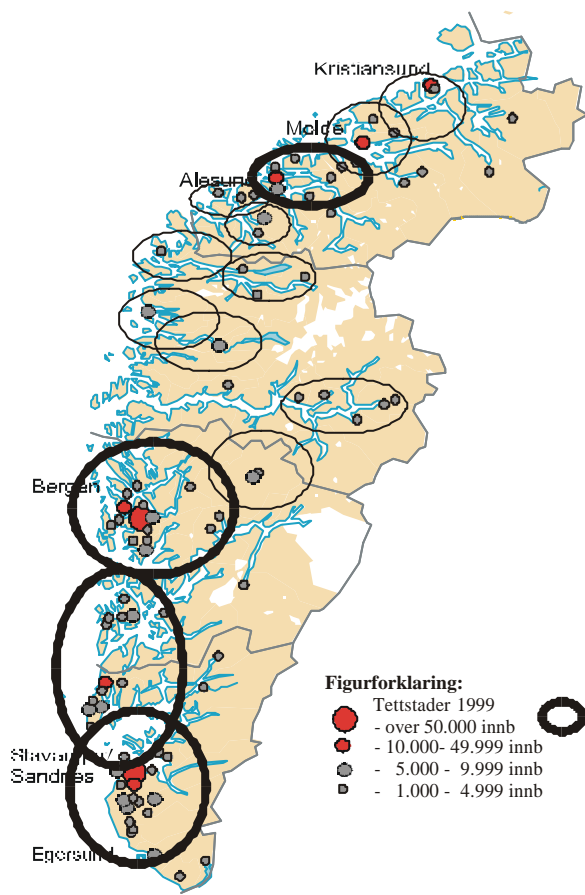 Kristiansund
Molde
Bergen
Sandnes
Egersund
Figurforklaring:
Tettstader 1999
- over 50.000 innb
- 10.000- 49.999 innb
- 5.000 - 9.999 innb
- 1.000 - 4.999 innb